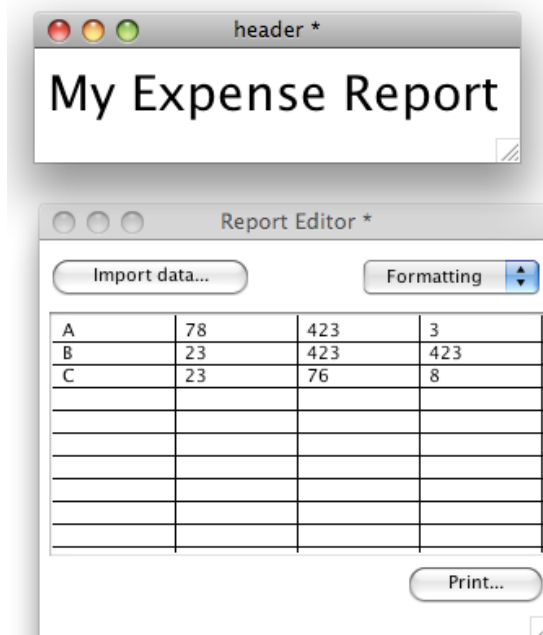 header *
My Expense Report
Report Editor *
Import data... Formatting
A 78 423 3
B 23 423 423
C 23 76 8
Print...